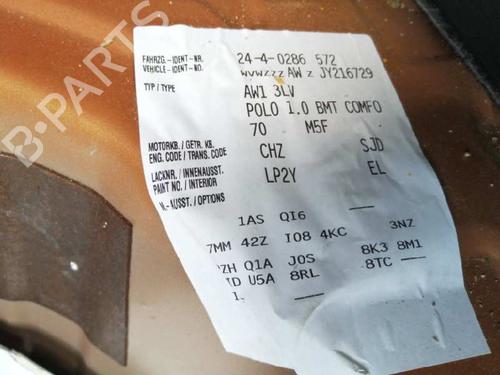 FAHRZG.-IDENT-NR. 24-4-0286 572
VEHICLE-IDENT-NO. WVWZZZ AW Z JY216729
TYP / TYPE AW1 3LV
POLO 1.0 BMT COMFO
70 M5F
MOTORKB. / GETR. KB.
ENG. CODE / TRANS. CODE CHZ SJD
LACKNR. / INNENAUSST.
PAINT NO. / INTERIOR LP2Y EL
M.-AUSST. / OPTIONS
1AS QI6
7MM 42Z I08 4KC 3NZ
ZH Q1A J0S 8K3 8M1
D U5A 8RL 8TC
B-PARTS